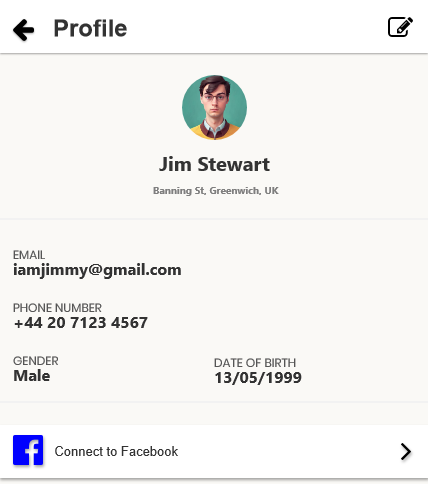 Profile
Jim Stewart
Banning St, Greenwich, UK
EMAIL
iamjimmy@gmail.com
PHONE NUMBER
+44 20 7123 4567
GENDER
Male
DATE OF BIRTH
13/05/1999
Connect to Facebook